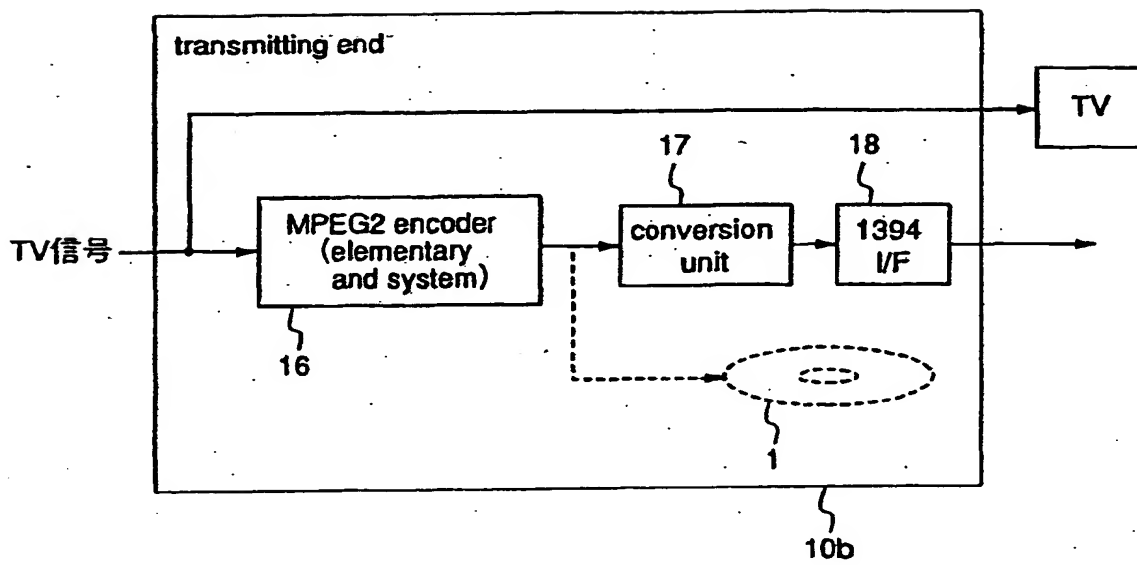 transmitting end
TV
17
18
TV信号
MPEG2 encoder
(elementary
and system)
conversion
unit
1394
I/F
16
1
10b